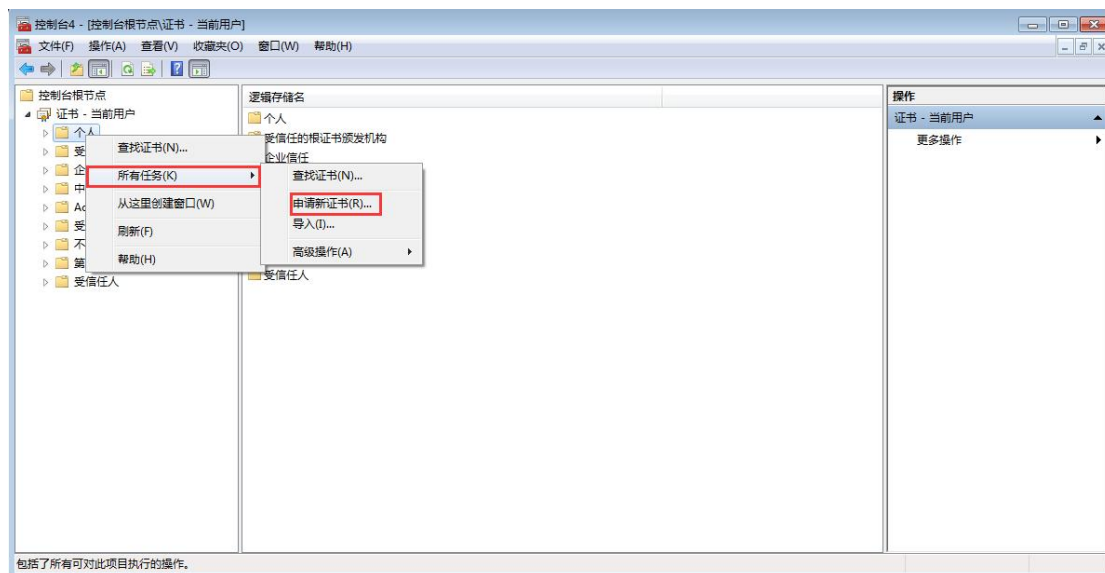 控制台4 - [控制台根节点\证书 - 当前用户]
文件(F) 操作(A) 查看(V) 收藏夹(O) 窗口(W) 帮助(H)
控制台根节点
证书 - 当前用户
个人
受
企
中
Ac
受
不
第
受信任人
查找证书(N)...
所有任务(K)
从这里创建窗口(W)
刷新(F)
帮助(H)
查找证书(N)...
申请新证书(R)...
导入(I)...
高级操作(A)
逻辑存储名
个人
受信任的根证书颁发机构
企业信任
受信任人
操作
证书 - 当前用户
更多操作
包括了所有可对此项目执行的操作。